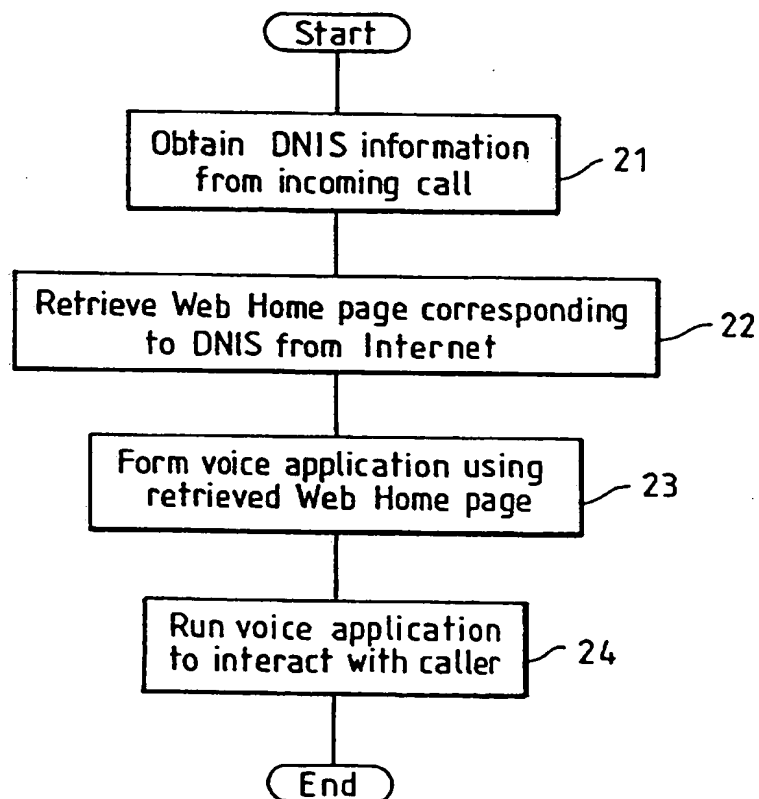 Start
Obtain DNIS information
from incoming call
21
Retrieve Web Home page corresponding
to DNIS from Internet
22
Form voice application using
retrieved Web Home page
23
Run voice application
to interact with caller
24
End